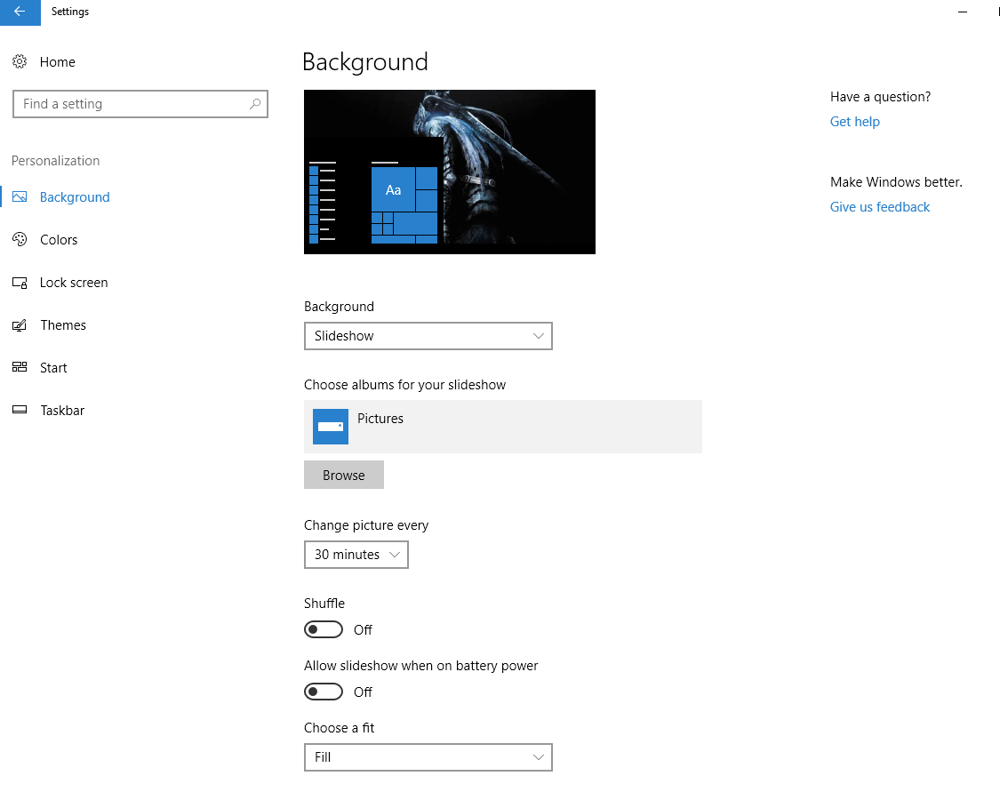 Settings
Home
Find a setting
Personalization
Background
Colors
Lock screen
Themes
Start
Taskbar
Background
Aa
Background
Slideshow
Choose albums for your slideshow
Pictures
Browse
Change picture every
30 minutes
Shuffle
Off
Allow slideshow when on battery power
Off
Choose a fit
Fill
Have a question?
Get help
Make Windows better.
Give us feedback